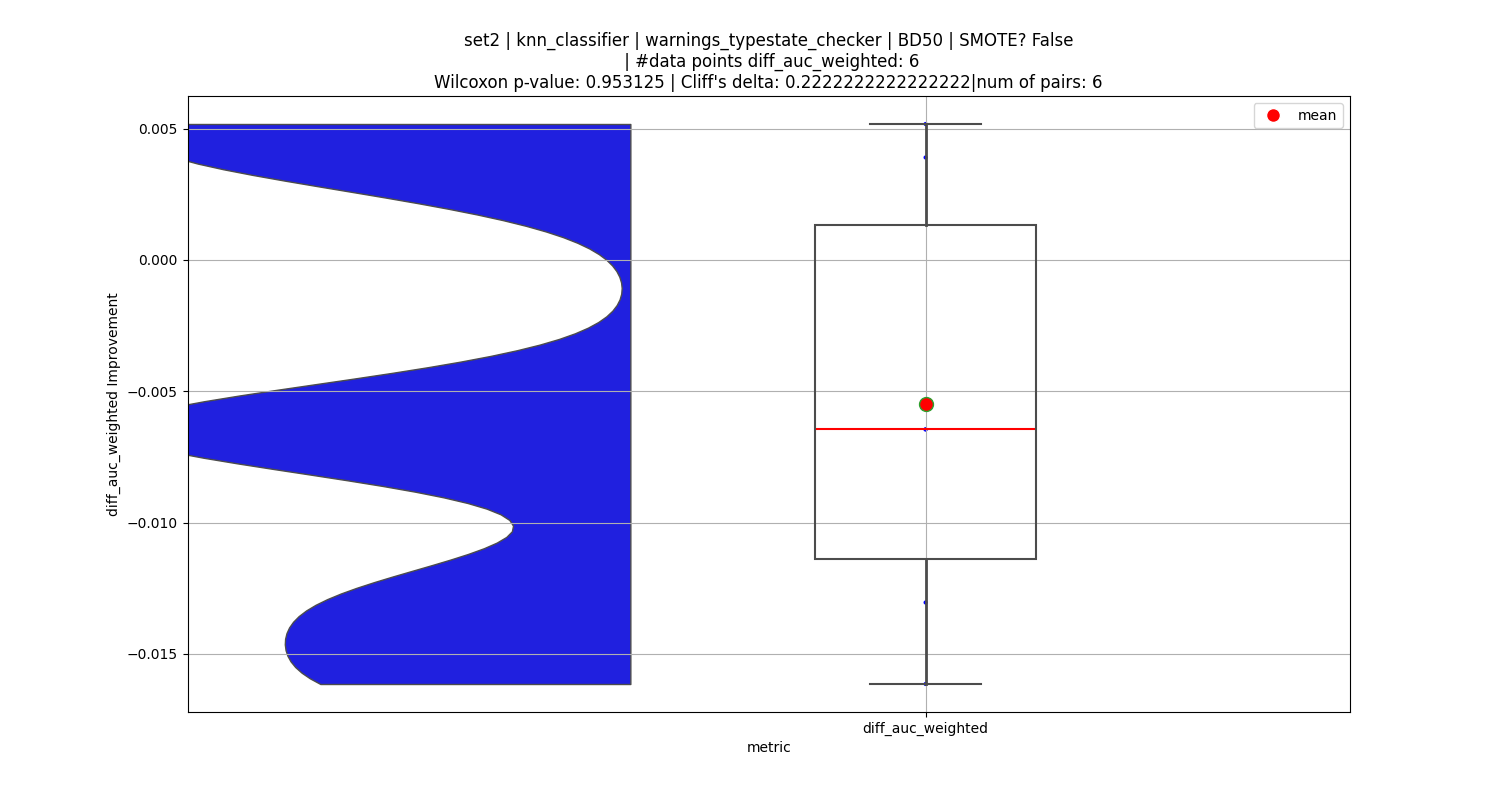 set2 | knn_classifier | warnings_typestate_checker | BD50 | SMOTE? False
| #data points diff_auc_weighted: 6
Wilcoxon p-value: 0.953125 | Cliff's delta: 0.2222222222222222|num of pairs: 6
mean
0.005
0.000
−0.005
−0.010
−0.015
diff_auc_weighted Improvement
diff_auc_weighted
metric